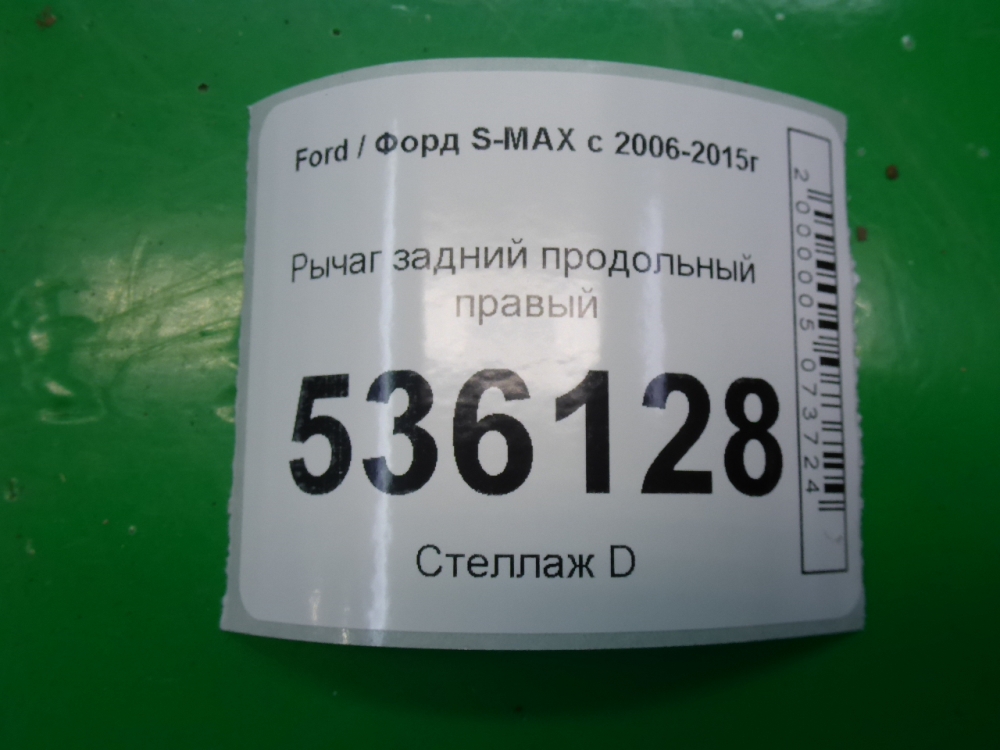 Ford / Форд S-MAX с 2006-2015г
Рычаг задний продольный
правый
536128
Стеллаж D
2000005073724